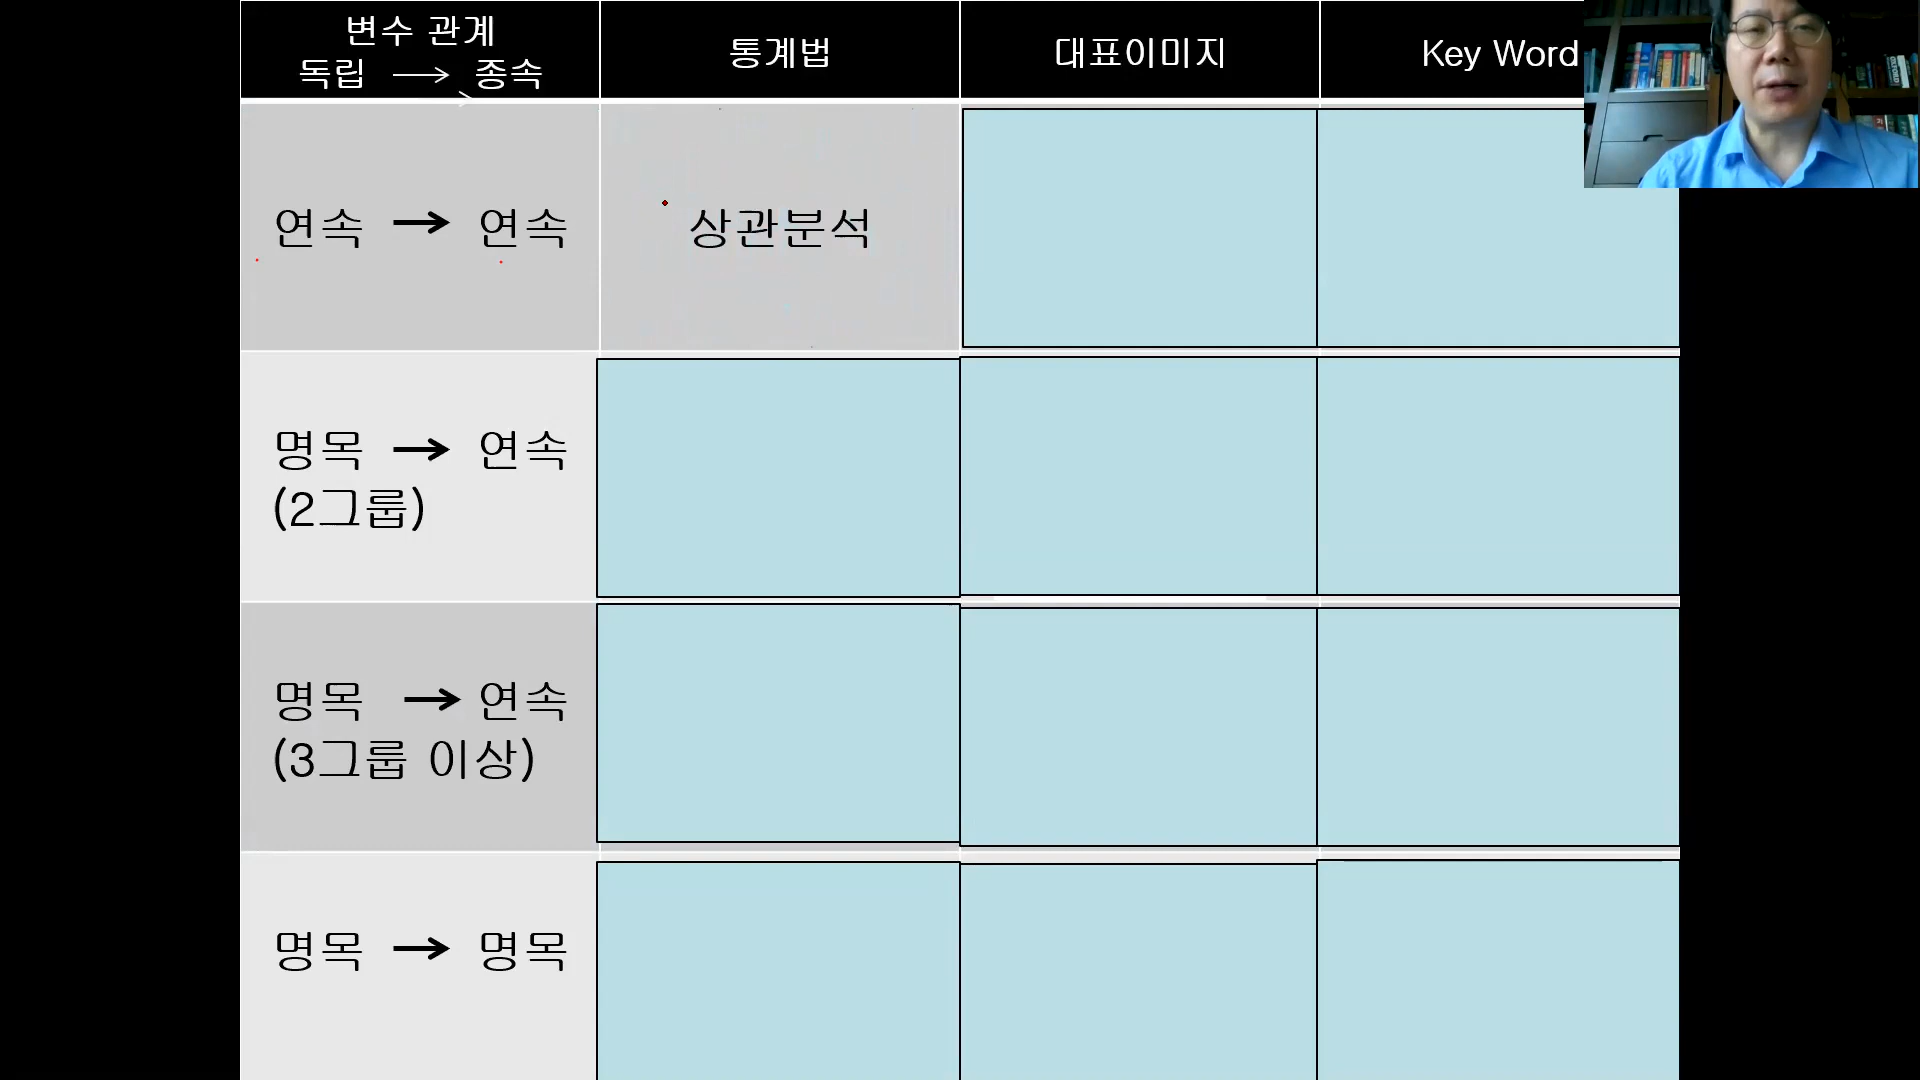 변수 관계
독립 → 종속
통계법
대표이미지
Key Word
연속 → 연속
상관분석
명목 → 연속
(2그룹)
명목 → 연속
(3그룹 이상)
명목 → 명목